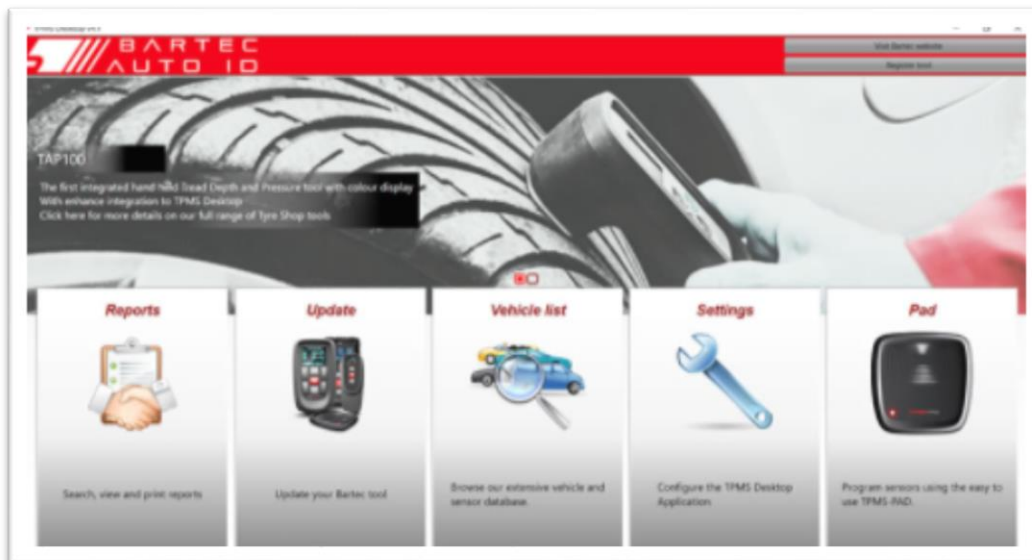 BARTEC
AUTO ID
Visit Bartec website
Register tool
TAP100
The first integrated hand held Tread Depth and Pressure tool with colour display
With enhance integration to TPMS Desktop
Click here for more details on our full range of Tyre Shop tools
Reports
Update
Vehicle list
Settings
Pad
Search, view and print reports
Update your Bartec tool
Browse our extensive vehicle and
sensor database.
Configure the TPMS Desktop
Application
Program sensors using the easy to
use TPMS-PAD.